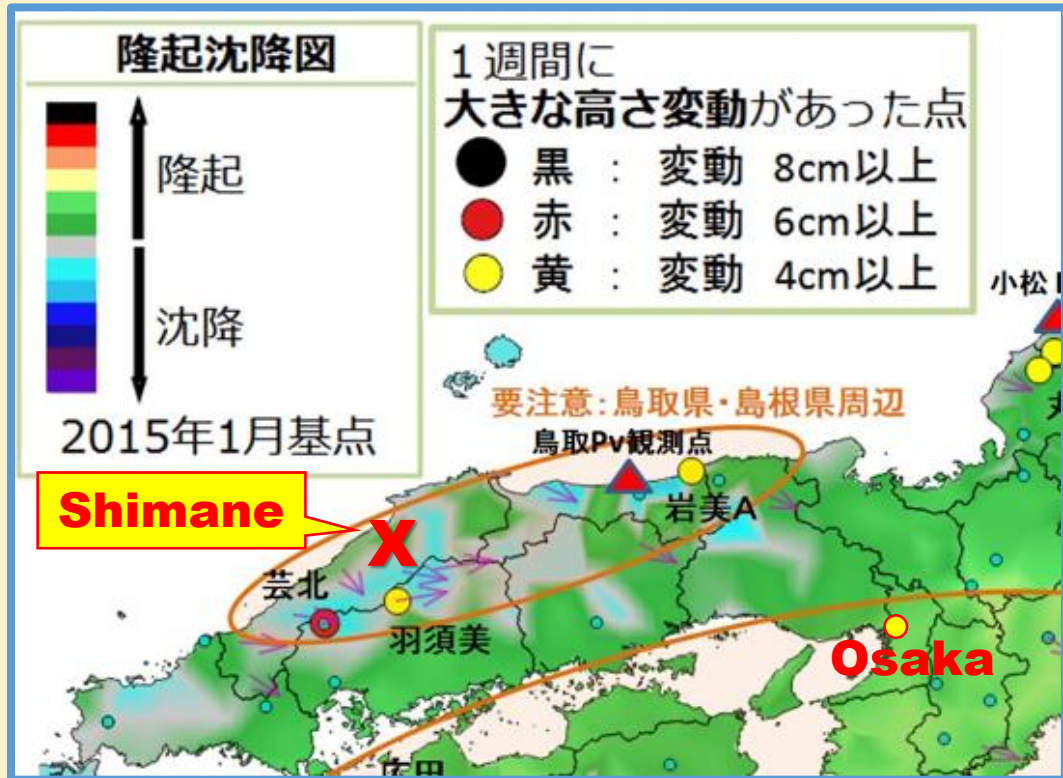 隆起沈降図
隆起
沈降
2015年1月基点
1週間に
大きな高さ変動があった点
黒 : 変動 8cm以上
赤 : 変動 6cm以上
黄 : 変動 4cm以上
小松
要注意:鳥取県・島根県周辺
鳥取Pv観測点
岩美A
Shimane
X
芸北
羽須美
Osaka